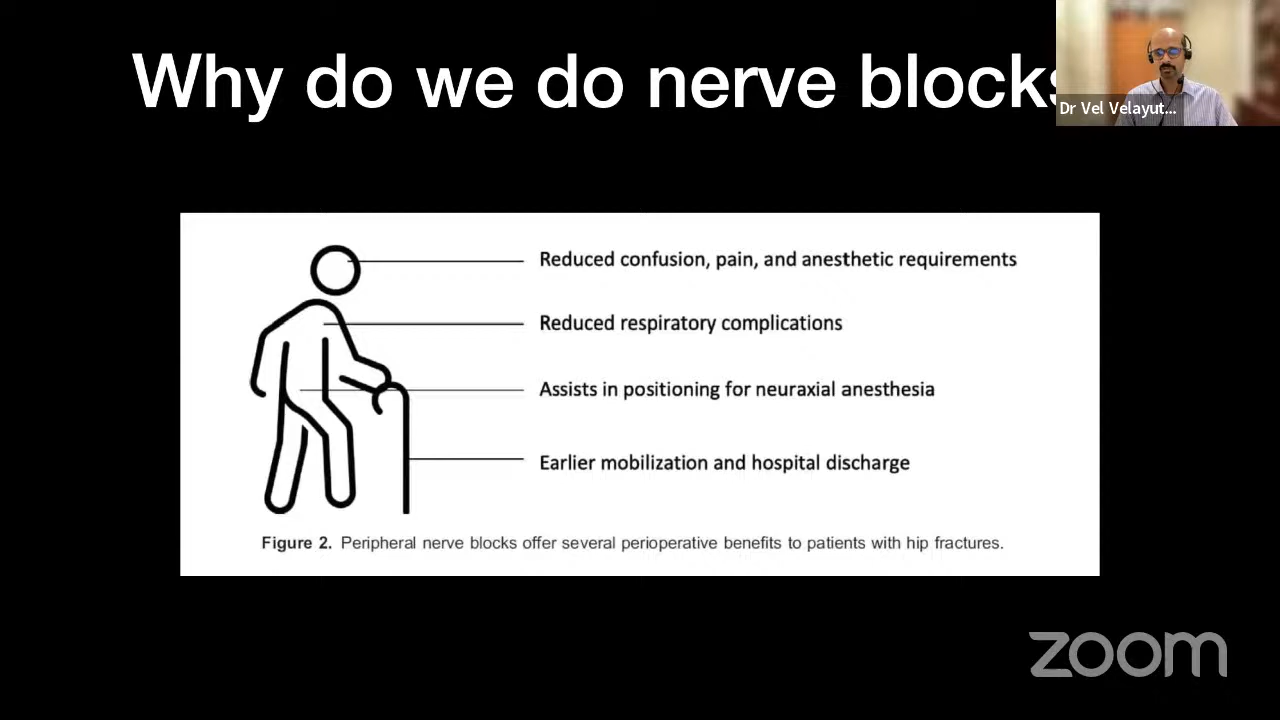 Why do we do nerve blocks
Dr Vel Velayut...
Reduced confusion, pain, and anesthetic requirements
Reduced respiratory complications
Assists in positioning for neuraxial anesthesia
Earlier mobilization and hospital discharge
Figure 2. Peripheral nerve blocks offer several perioperative benefits to patients with hip fractures.
zoom